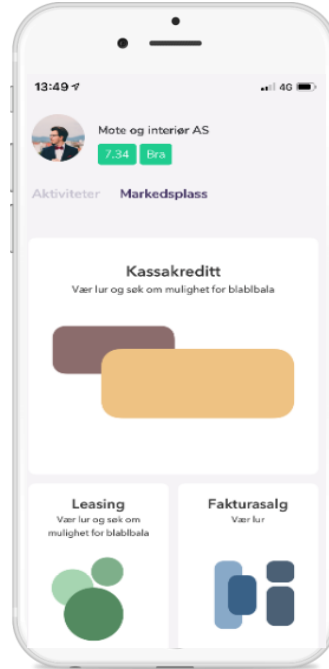 13:49
4G
Mote og interiør AS
7.34 Bra
Aktiviteter Markedsplass
Kassakreditt
Vær lur og søk om mulighet for blablbala
Leasing
Vær lur og søk om
mulighet for blablbala
Fakturasalg
Vær lur